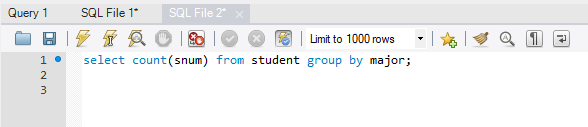 Query 1 SQL File 1* SQL File 2*
Limit to 1000 rows
1 select count(snum) from student group by major;
2
3